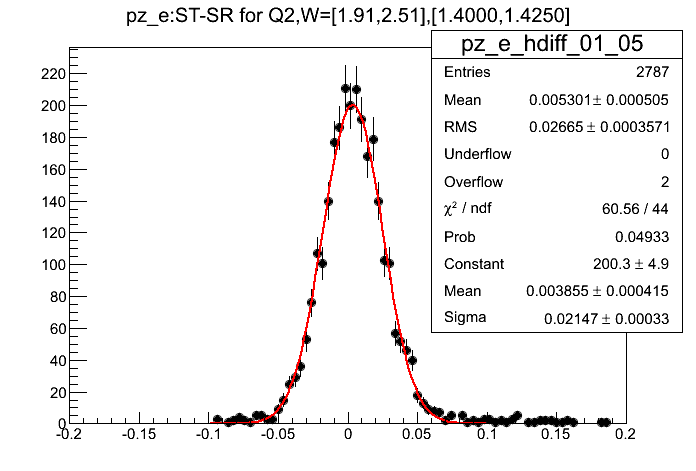 pz_e:ST-SR for Q2,W=[1.91,2.51],[1.4000,1.4250]
pz_e_hdiff_01_05
Entries 2787
Mean 0.005301 ± 0.000505
RMS 0.02665 ± 0.0003571
Underflow 0
Overflow 2
χ² / ndf 60.56 / 44
Prob 0.04933
Constant 200.3 ± 4.9
Mean 0.003855 ± 0.000415
Sigma 0.02147 ± 0.00033
220
200
180
160
140
120
100
80
60
40
20
0
-0.2 -0.15 -0.1 -0.05 0 0.05 0.1 0.15 0.2